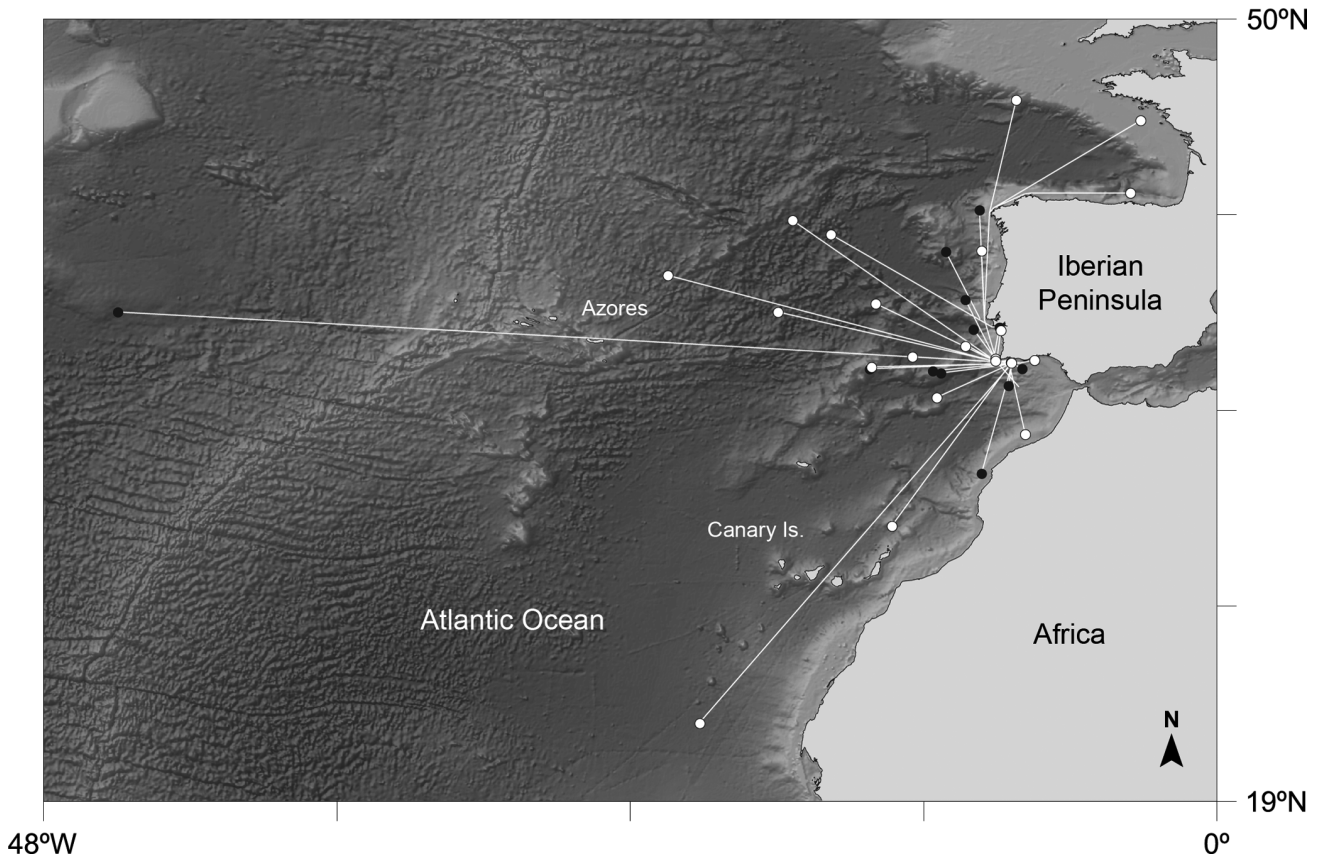 50ºN
Iberian
Peninsula
Azores
Canary Is.
Atlantic Ocean
Africa
N
19ºN
48ºW
0º